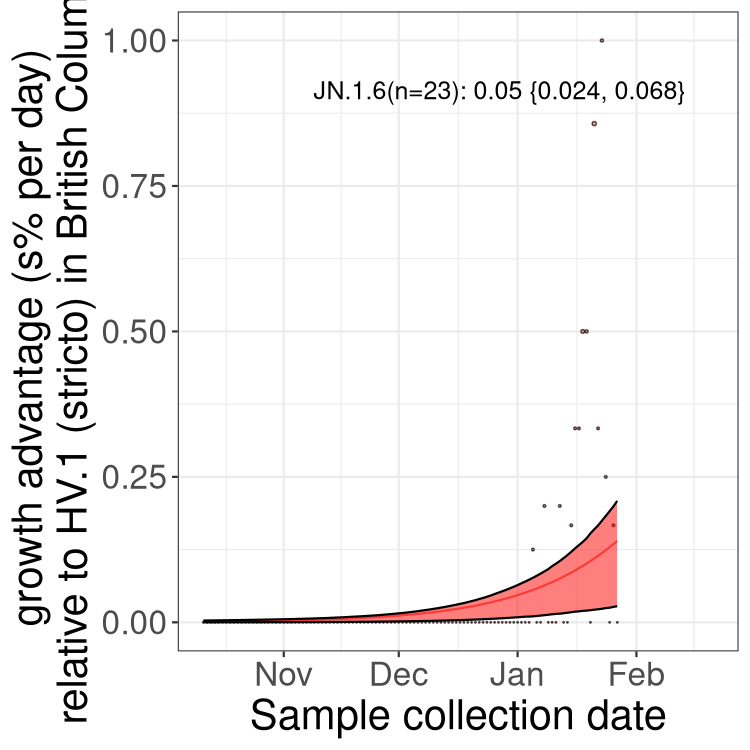 growth advantage (s% per day)
relative to HV.1 (stricto) in British Colum
1.00
0.75
0.50
0.25
0.00
JN.1.6(n=23): 0.05 {0.024, 0.068}
Nov Dec Jan Feb
Sample collection date